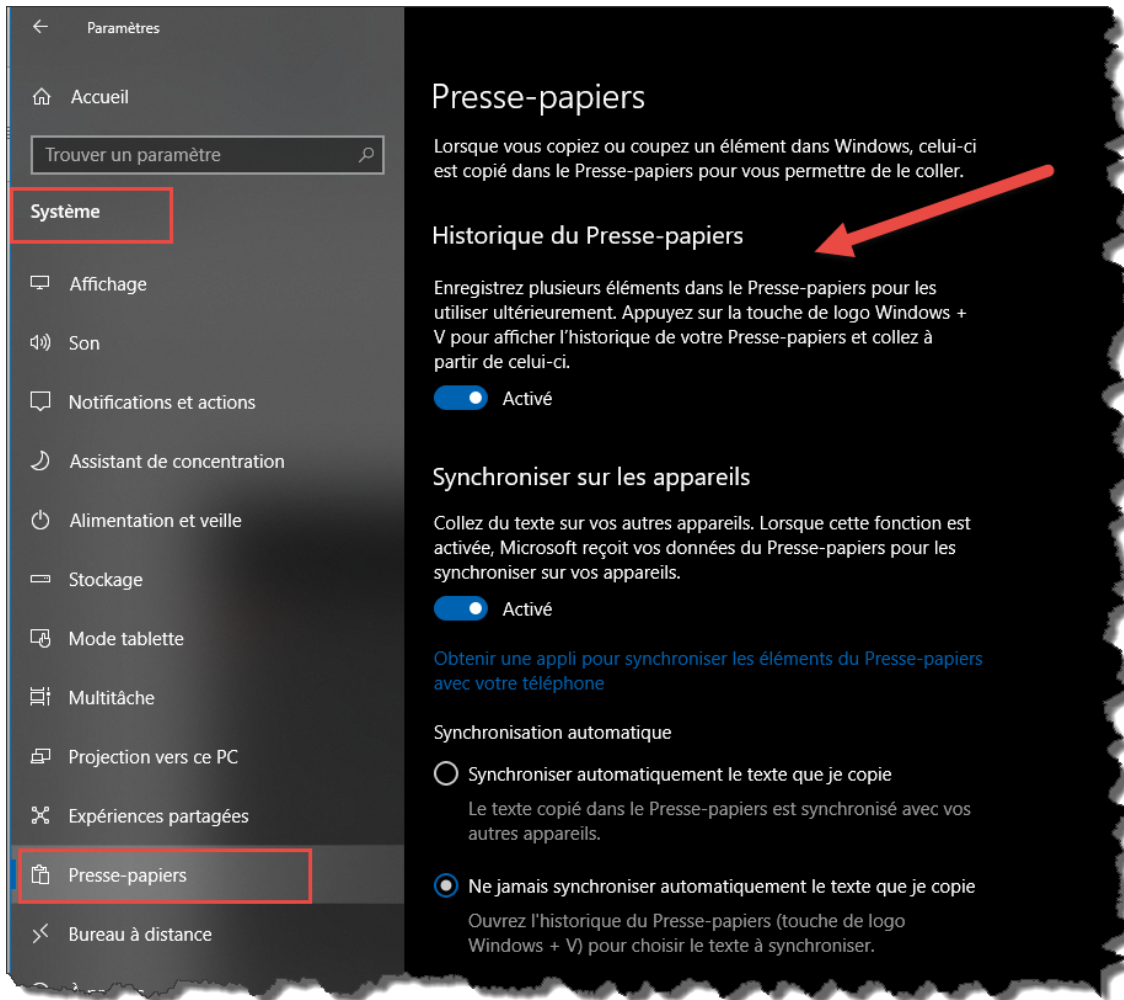 Paramètres
Accueil
Trouver un paramètre
Système
Affichage
Son
Notifications et actions
Assistant de concentration
Alimentation et veille
Stockage
Mode tablette
Multitâche
Projection vers ce PC
Expériences partagées
Presse-papiers
Bureau à distance
Presse-papiers
Lorsque vous copiez ou coupez un élément dans Windows, celui-ci
est copié dans le Presse-papiers pour vous permettre de le coller.
Historique du Presse-papiers
Enregistrez plusieurs éléments dans le Presse-papiers pour les
utiliser ultérieurement. Appuyez sur la touche de logo Windows +
V pour afficher l'historique de votre Presse-papiers et collez à
partir de celui-ci.
Activé
Synchroniser sur les appareils
Collez du texte sur vos autres appareils. Lorsque cette fonction est
activée, Microsoft reçoit vos données du Presse-papiers pour les
synchroniser sur vos appareils.
Activé
Obtenir une appli pour synchroniser les éléments du Presse-papiers
avec votre téléphone
Synchronisation automatique
Synchroniser automatiquement le texte que je copie
Le texte copié dans le Presse-papiers est synchronisé avec vos
autres appareils.
Ne jamais synchroniser automatiquement le texte que je copie
Ouvrez l'historique du Presse-papiers (touche de logo
Windows + V) pour choisir le texte à synchroniser.